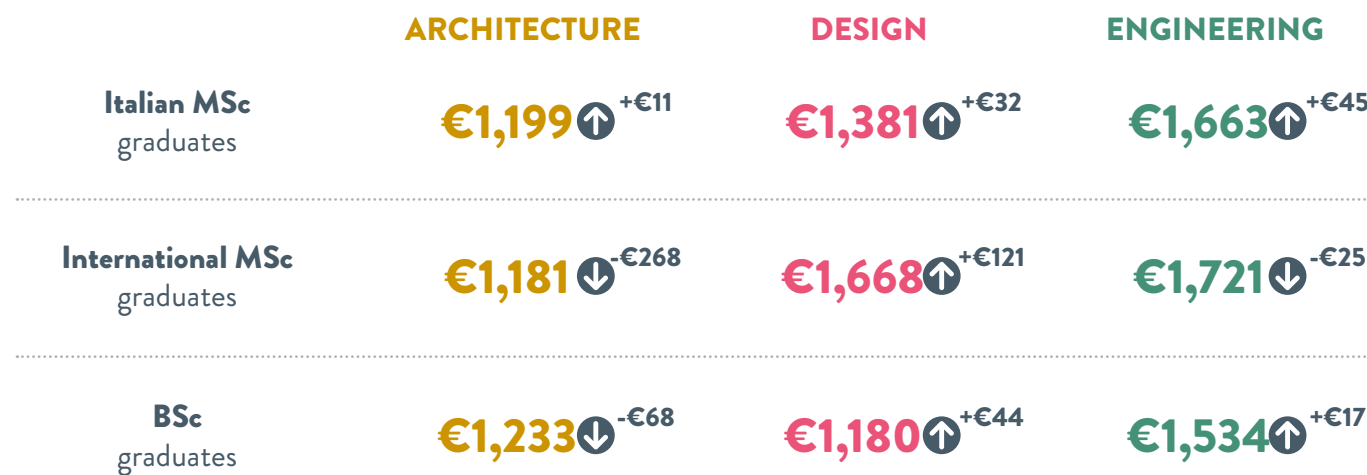 ARCHITECTURE DESIGN ENGINEERING
Italian MSc
graduates
€1,199 +€11 €1,381 +€32 €1,663 +€45
International MSc
graduates
€1,181 -€268 €1,668 +€121 €1,721 -€25
BSc
graduates
€1,233 -€68 €1,180 +€44 €1,534 +€17